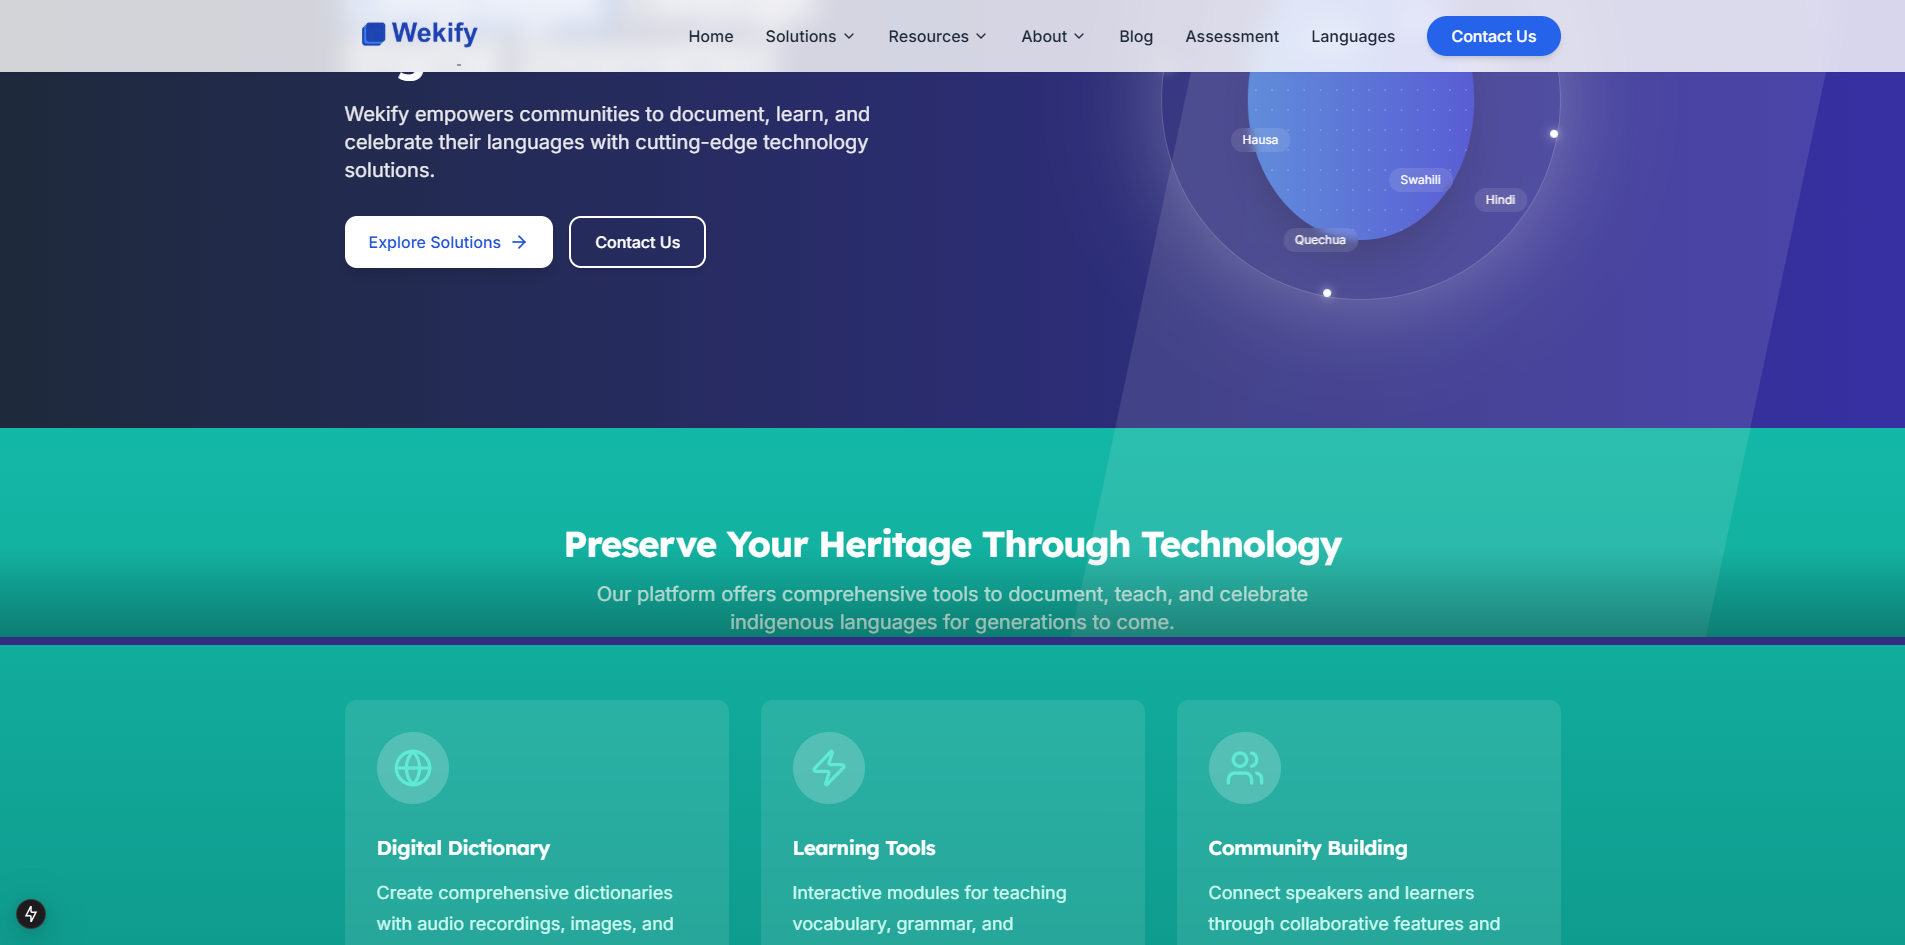 Wekify
Home
Solutions
Resources
About
Blog
Assessment
Languages
Contact Us
Wekify empowers communities to document, learn, and
celebrate their languages with cutting-edge technology
solutions.
Explore Solutions
Contact Us
Hausa
Swahili
Hindi
Quechua
Preserve Your Heritage Through Technology
Our platform offers comprehensive tools to document, teach, and celebrate
indigenous languages for generations to come.
Digital Dictionary
Create comprehensive dictionaries
with audio recordings, images, and
Learning Tools
Interactive modules for teaching
vocabulary, grammar, and
Community Building
Connect speakers and learners
through collaborative features and